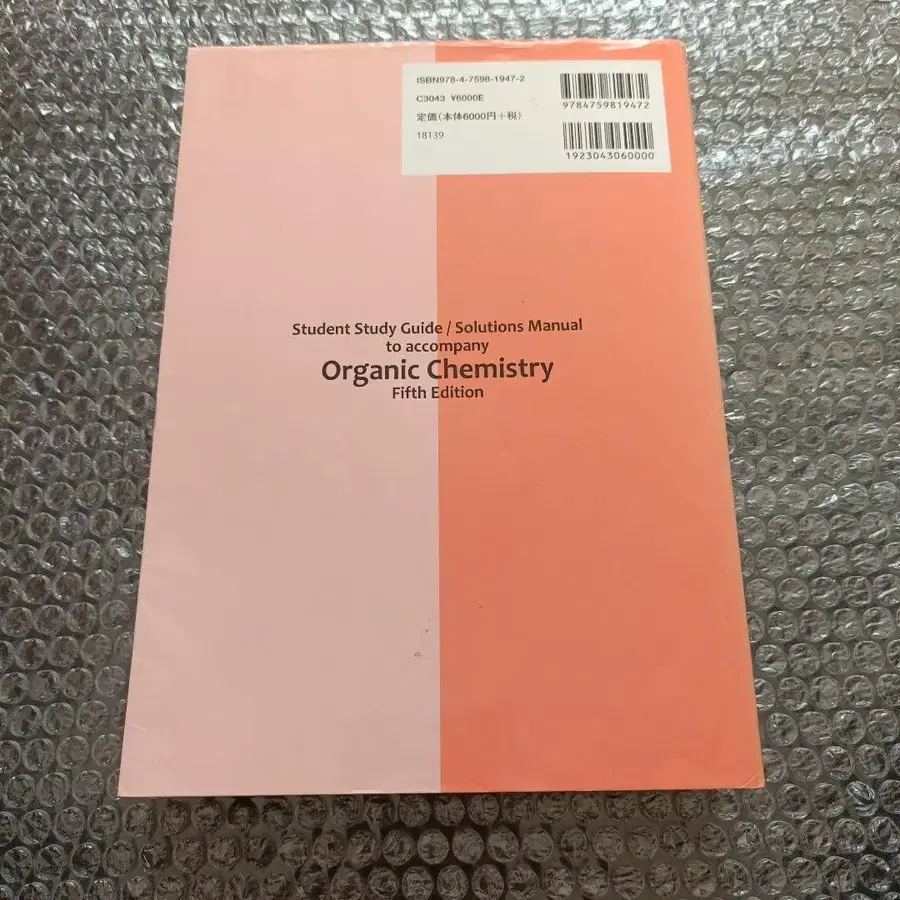 ISBN978-4-7598-1947-2
C3043 ¥6000E
定価(本体6000円+税)
18139
9784759819472
1923043060000
Student Study Guide / Solutions Manual
to accompany
Organic Chemistry
Fifth Edition